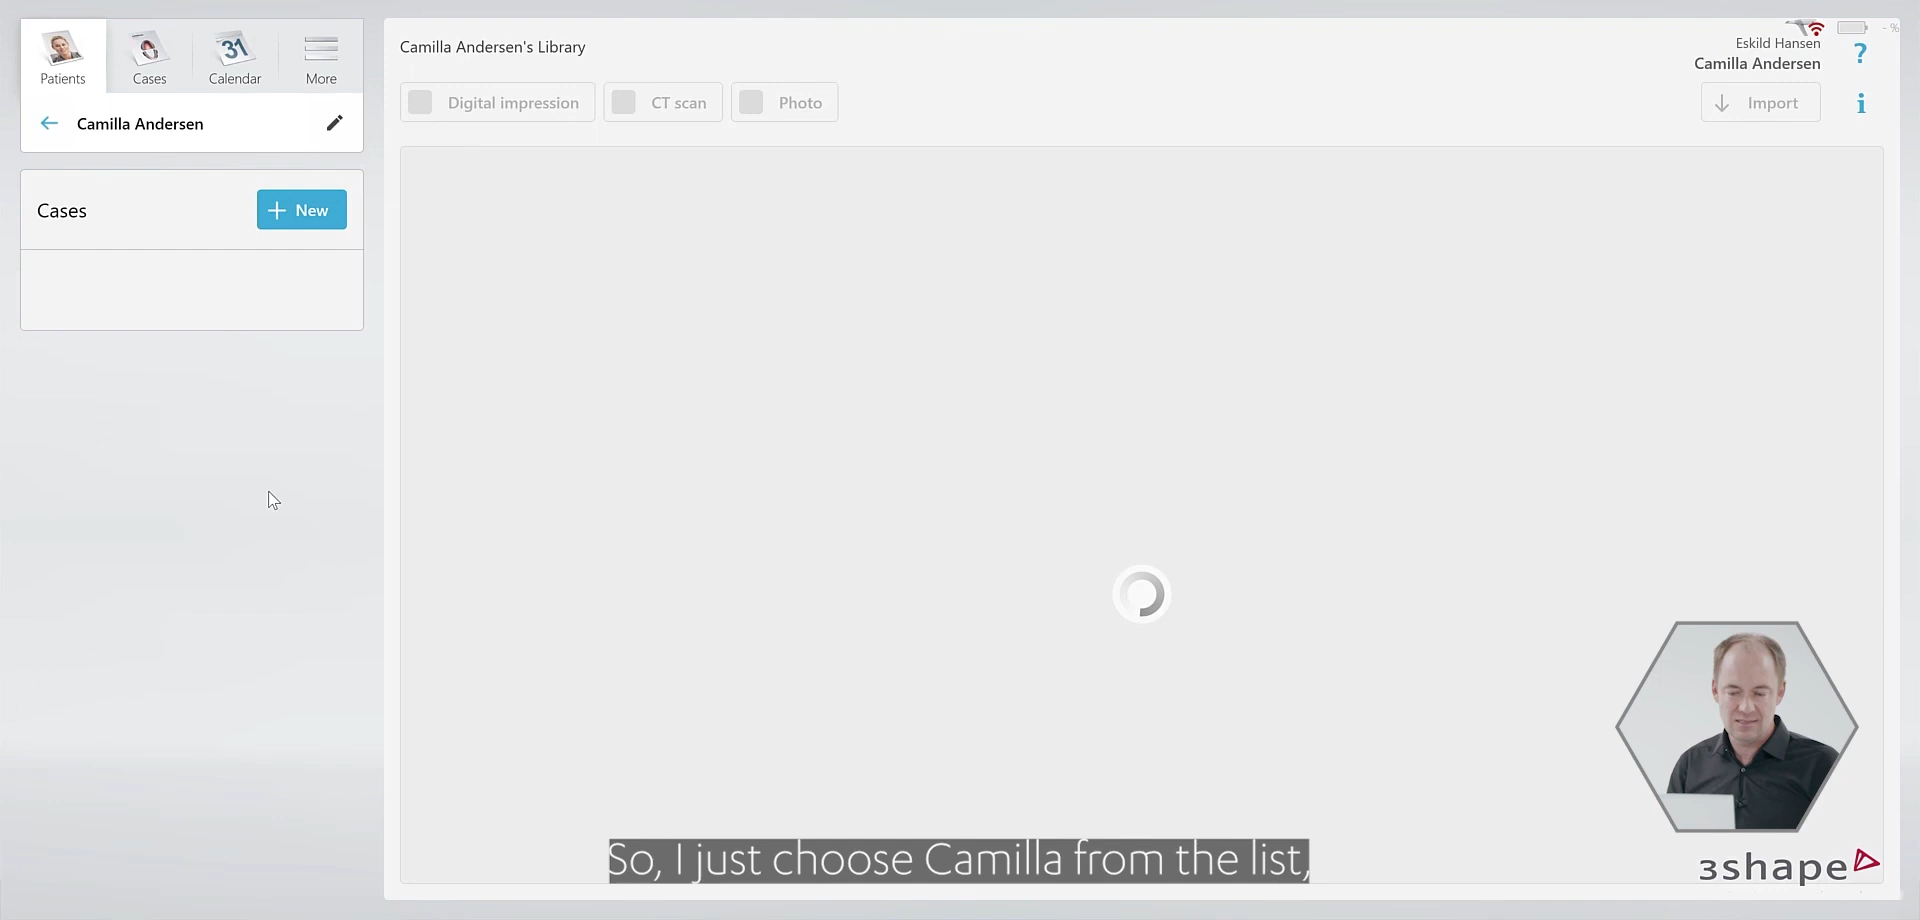 Patients
Cases
31
Calendar
More
Camilla Andersen
Cases
New
Camilla Andersen's Library
Digital impression
CT scan
Photo
- %
Eskild Hansen
Camilla Andersen
?
Import
i
So, I just choose Camilla from the list,
3shape